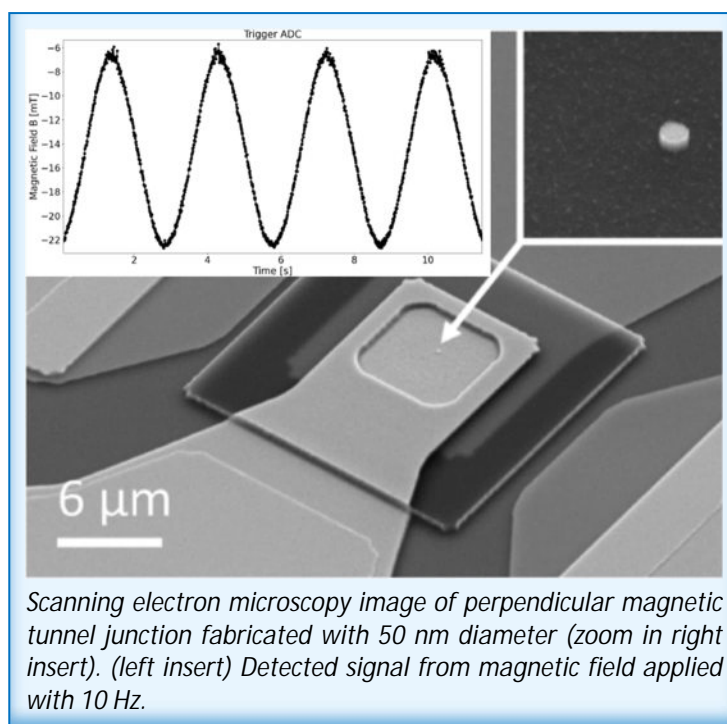 Trigger ADC
Magnetic Field B [mT]
−6
−8
−10
−12
−14
−16
−18
−20
−22
2
4
6
8
10
Time [s]
6 µm
Scanning electron microscopy image of perpendicular magnetic
tunnel junction fabricated with 50 nm diameter (zoom in right
insert). (left insert) Detected signal from magnetic field applied
with 10 Hz.